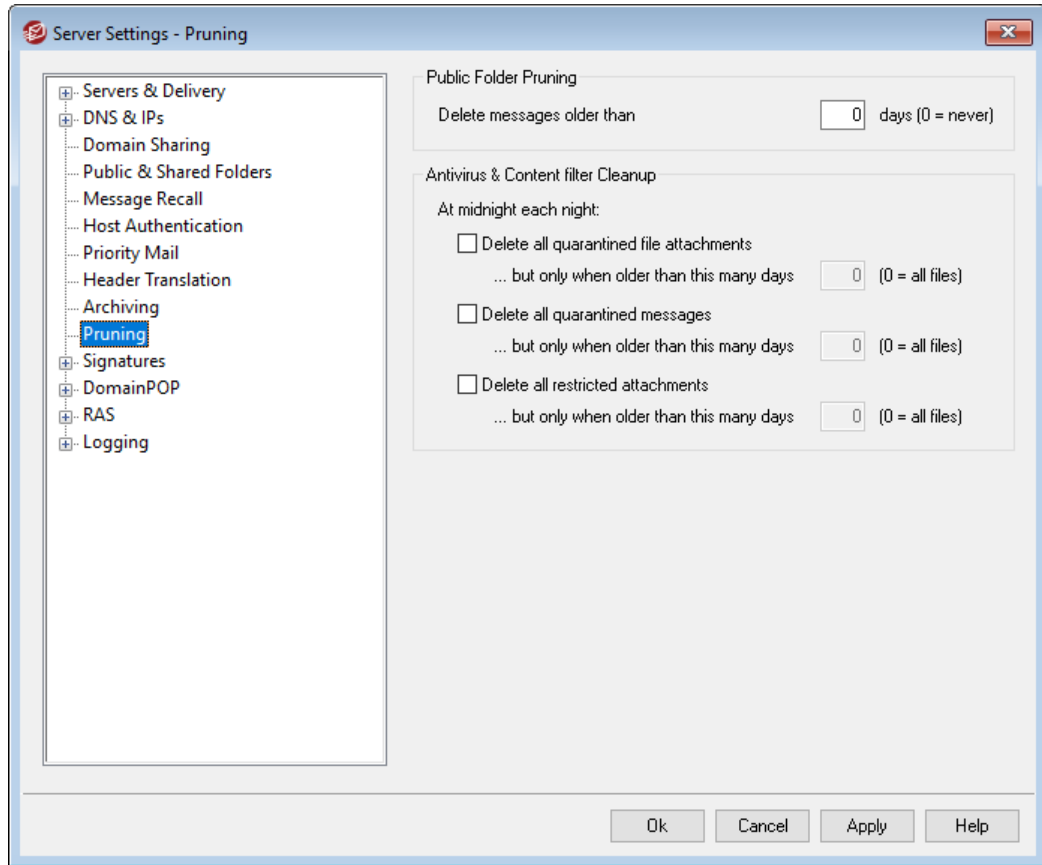 Server Settings - Pruning
Servers & Delivery
DNS & IPs
Domain Sharing
Public & Shared Folders
Message Recall
Host Authentication
Priority Mail
Header Translation
Archiving
Pruning
Signatures
DomainPOP
RAS
Logging
Public Folder Pruning
Delete messages older than 0 days (0 = never)
Antivirus & Content filter Cleanup
At midnight each night:
Delete all quarantined file attachments
... but only when older than this many days 0 (0 = all files)
Delete all quarantined messages
... but only when older than this many days 0 (0 = all files)
Delete all restricted attachments
... but only when older than this many days 0 (0 = all files)
Ok Cancel Apply Help